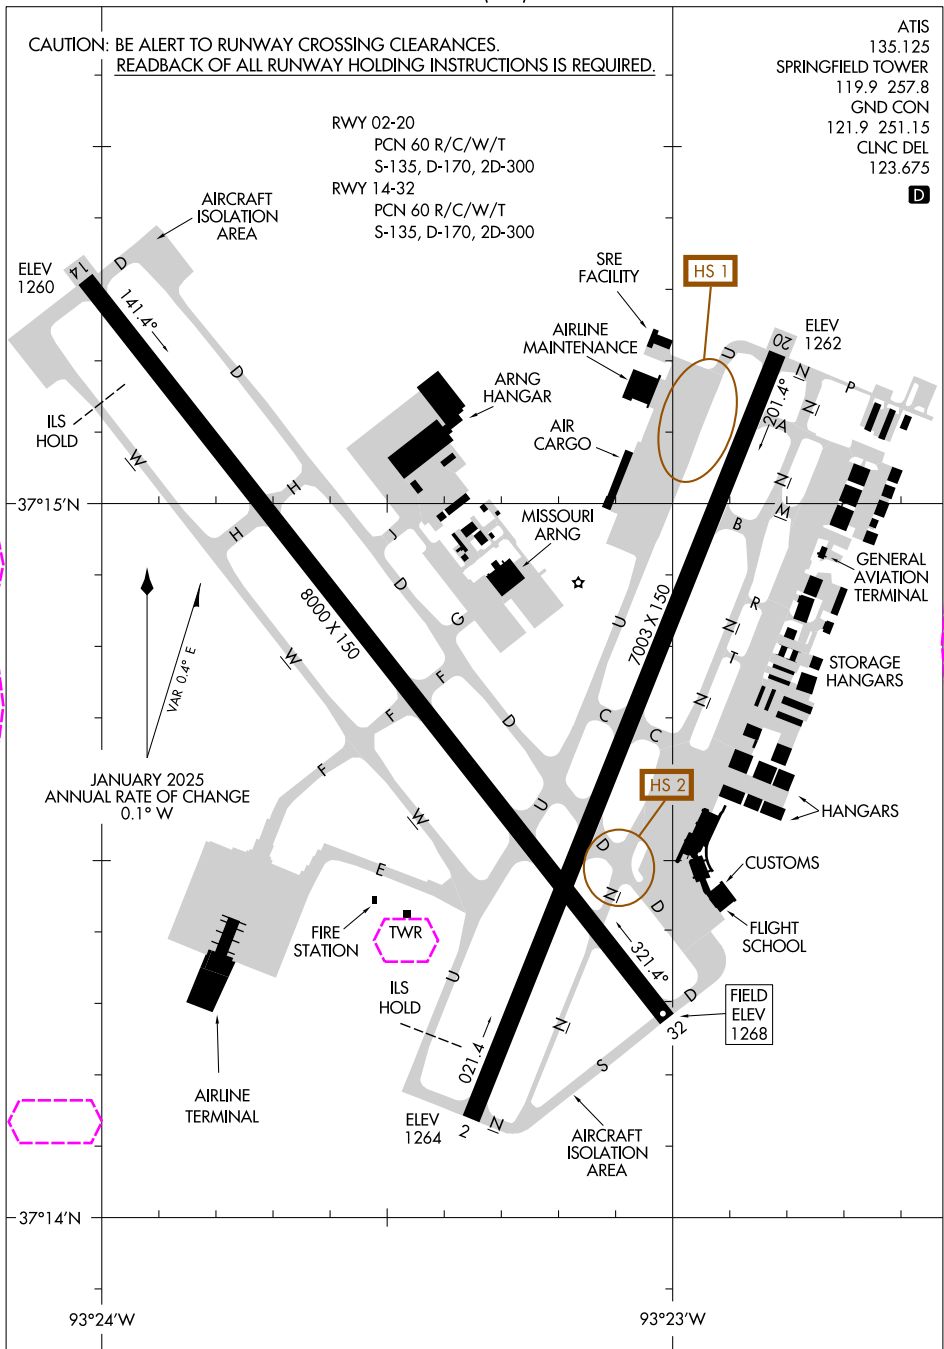 CAUTION: BE ALERT TO RUNWAY CROSSING CLEARANCES.
READBACK OF ALL RUNWAY HOLDING INSTRUCTIONS IS REQUIRED.
ATIS
135.125
SPRINGFIELD TOWER
119.9 257.8
GND CON
121.9 251.15
CLNC DEL
123.675
D
RWY 02-20
PCN 60 R/C/W/T
S-135, D-170, 2D-300
RWY 14-32
PCN 60 R/C/W/T
S-135, D-170, 2D-300
AIRCRAFT
ISOLATION
AREA
ELEV
1260
14
D
141.4°
D
ILS
HOLD
W
H
H
J
D
G
SRE
FACILITY
HS 1
AIRLINE
MAINTENANCE
ARNG
HANGAR
AIR
CARGO
MISSOURI
ARNG
U
20
ELEV
1262
201.4°
N
N
A
P
N
M
B
R
N
T
N
GENERAL
AVIATION
TERMINAL
STORAGE
HANGARS
HANGARS
37°15'N
8000 X 150
7003 X 150
U
W
F
F
F
D
C
C
U
W
VAR 0.4° E
JANUARY 2025
ANNUAL RATE OF CHANGE
0.1° W
HS 2
D
N
D
CUSTOMS
FLIGHT
SCHOOL
E
FIRE
STATION
TWR
U
ILS
HOLD
321.4°
D
32
FIELD
ELEV
1268
N
S
021.4
AIRLINE
TERMINAL
ELEV
1264
2
N
AIRCRAFT
ISOLATION
AREA
37°14'N
93°24'W
93°23'W